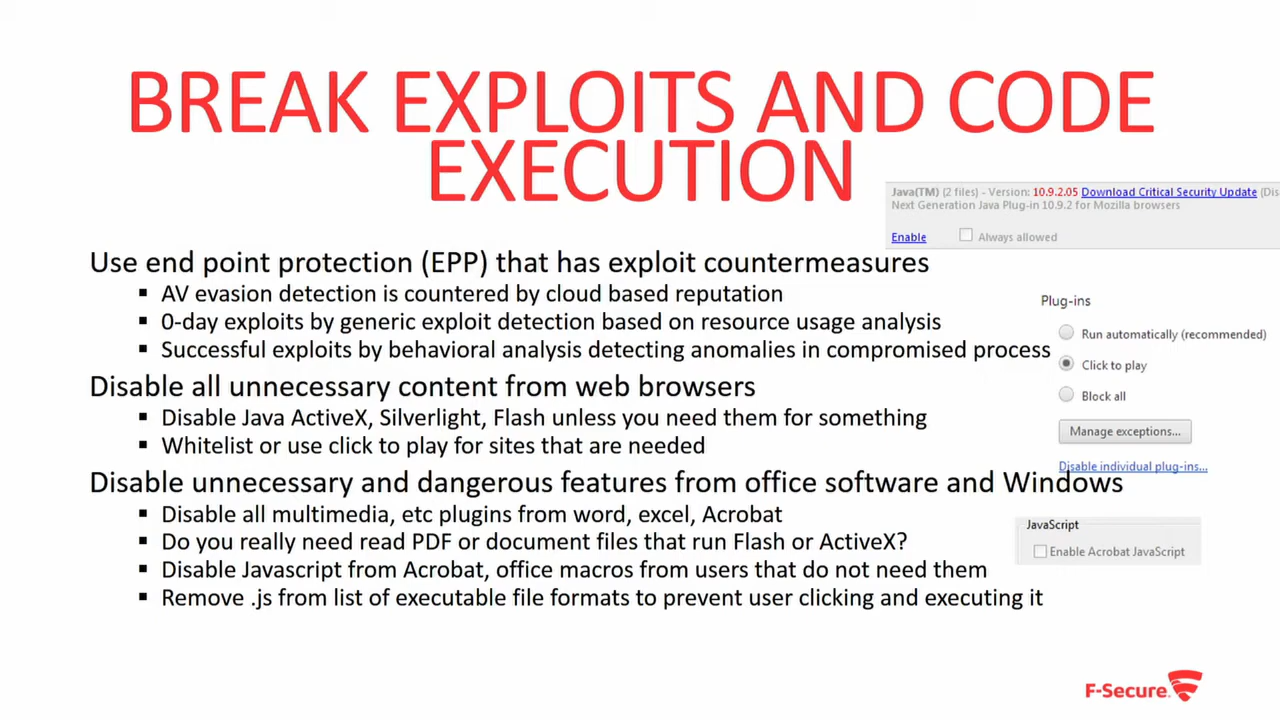 BREAK EXPLOITS AND CODE
EXECUTION
Java(TM) (2 files) - Version: 10.9.2.05 Download Critical Security Update (Dis
Next Generation Java Plug-in 10.9.2 for Mozilla browsers
Enable Always allowed
Use end point protection (EPP) that has exploit countermeasures
▪ AV evasion detection is countered by cloud based reputation
▪ 0-day exploits by generic exploit detection based on resource usage analysis
▪ Successful exploits by behavioral analysis detecting anomalies in compromised process
Disable all unnecessary content from web browsers
▪ Disable Java ActiveX, Silverlight, Flash unless you need them for something
▪ Whitelist or use click to play for sites that are needed
Disable unnecessary and dangerous features from office software and Windows
▪ Disable all multimedia, etc plugins from word, excel, Acrobat
▪ Do you really need read PDF or document files that run Flash or ActiveX?
▪ Disable Javascript from Acrobat, office macros from users that do not need them
▪ Remove .js from list of executable file formats to prevent user clicking and executing it
Plug-ins
Run automatically (recommended)
Click to play
Block all
Manage exceptions...
Disable individual plug-ins...
JavaScript
Enable Acrobat JavaScript
F-Secure.